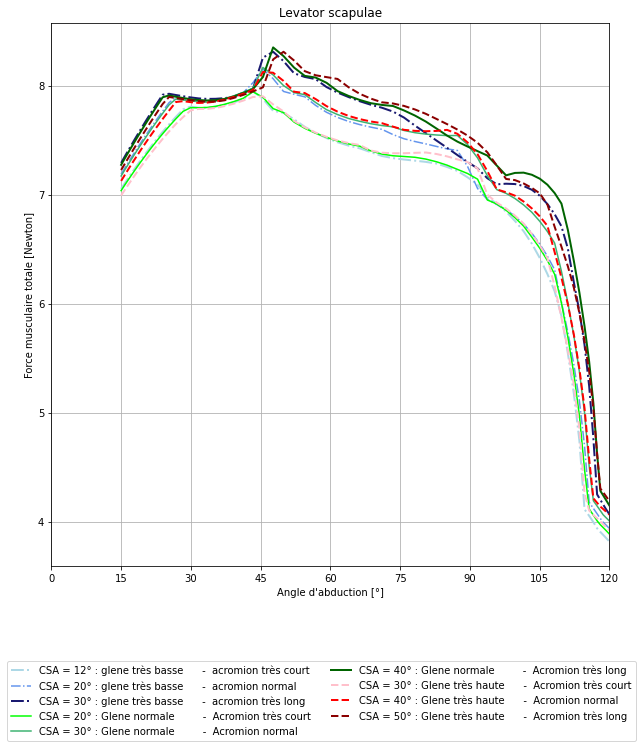 Levator scapulae
8
7
6
5
4
Force musculaire totale [Newton]
0 15 30 45 60 75 90 105 120
Angle d'abduction [°]
CSA = 12° : glene très basse - acromion très court
CSA = 20° : glene très basse - acromion normal
CSA = 30° : glene très basse - acromion très long
CSA = 20° : Glene normale - Acromion très court
CSA = 30° : Glene normale - Acromion normal
CSA = 40° : Glene normale - Acromion très long
CSA = 30° : Glene très haute - Acromion très court
CSA = 40° : Glene très haute - Acromion normal
CSA = 50° : Glene très haute - Acromion très long